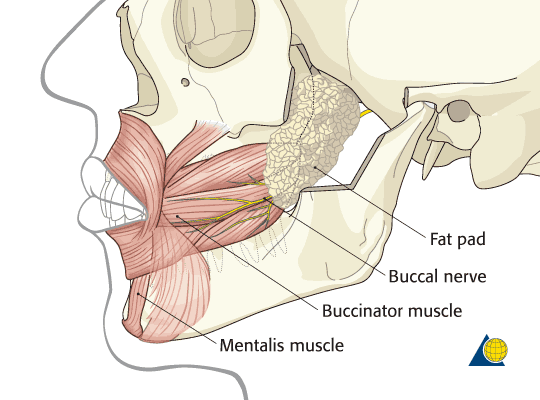 Fat pad
Buccal nerve
Buccinator muscle
Mentalis muscle